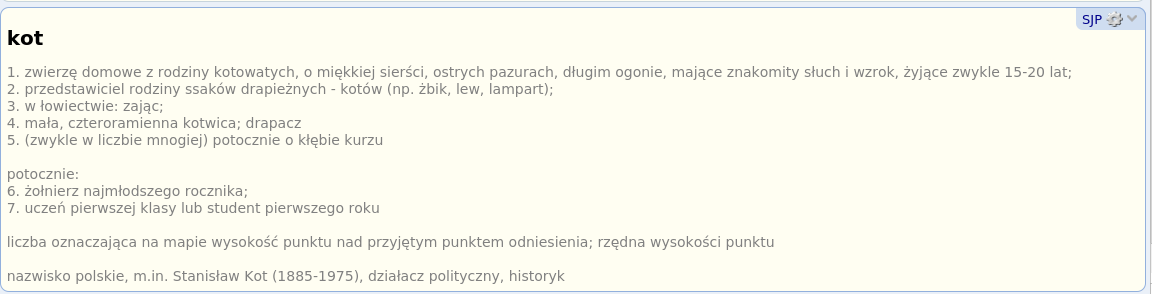 SJP
kot
1. zwierzę domowe z rodziny kotowatych, o miękkiej sierści, ostrych pazurach, długim ogonie, mające znakomity słuch i wzrok, żyjące zwykle 15-20 lat;
2. przedstawiciel rodziny ssaków drapieżnych - kotów (np. żbik, lew, lampart);
3. w łowiectwie: zając;
4. mała, czteroramienna kotwica; drapacz
5. (zwykle w liczbie mnogiej) potocznie o kłębie kurzu
potocznie:
6. żołnierz najmłodszego rocznika;
7. uczeń pierwszej klasy lub student pierwszego roku
liczba oznaczająca na mapie wysokość punktu nad przyjętym punktem odniesienia; rzędna wysokości punktu
nazwisko polskie, m.in. Stanisław Kot (1885-1975), działacz polityczny, historyk